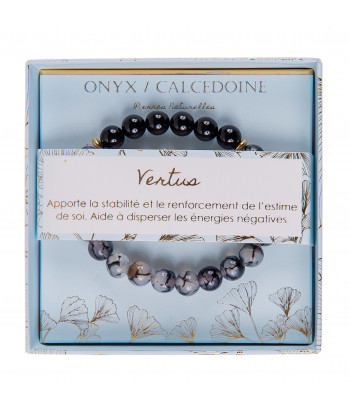 ONYX / CALCEDOINE
Pierres Naturelles
Vertus
Apporte la stabilité et le renforcement de l'estime
de soi. Aide à disperser les énergies négatives